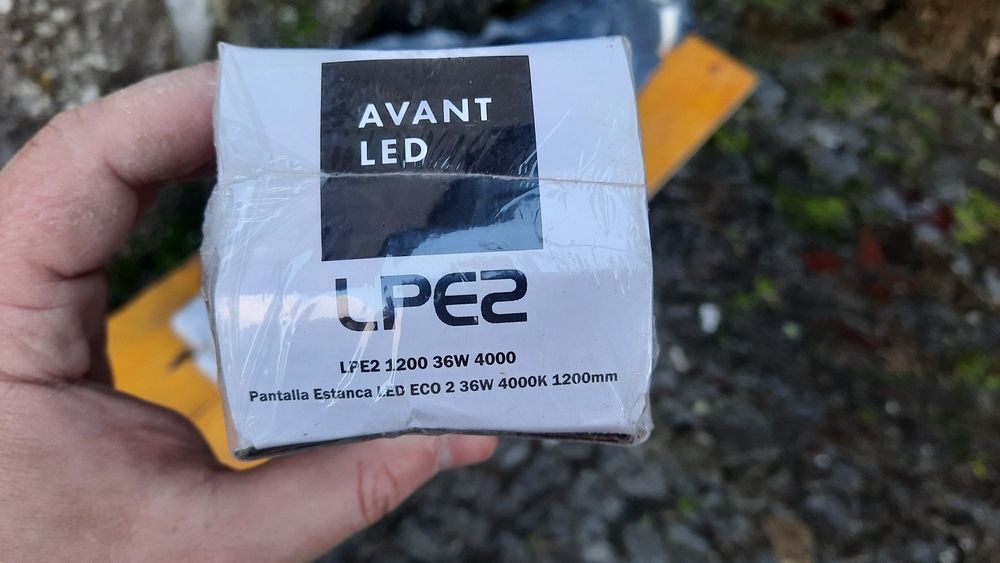 AVANT
LED
LPE2
LPE2 1200 36W 4000
Pantalla Estanca LED ECO 2 36W 4000K 1200mm